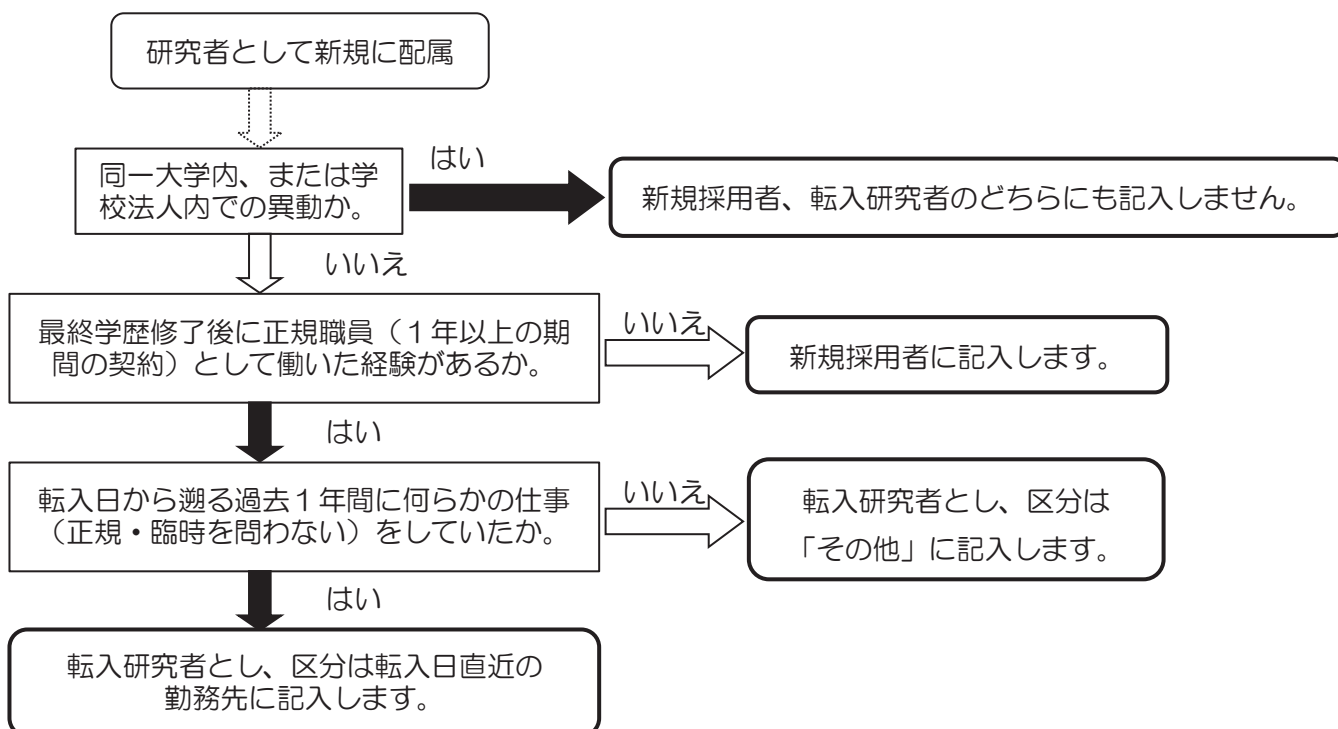 研究者として新規に配属
同一大学内、または学
校法人内での異動か。
はい
新規採用者、転入研究者のどちらにも記入しません。
いいえ
最終学歴修了後に正規職員（１年以上の期
間の契約）として働いた経験があるか。
いいえ
新規採用者に記入します。
はい
転入日から遡る過去１年間に何らかの仕事
（正規・臨時を問わない）をしていたか。
いいえ
転入研究者とし、区分は
「その他」に記入します。
はい
転入研究者とし、区分は転入日直近の
勤務先に記入します。